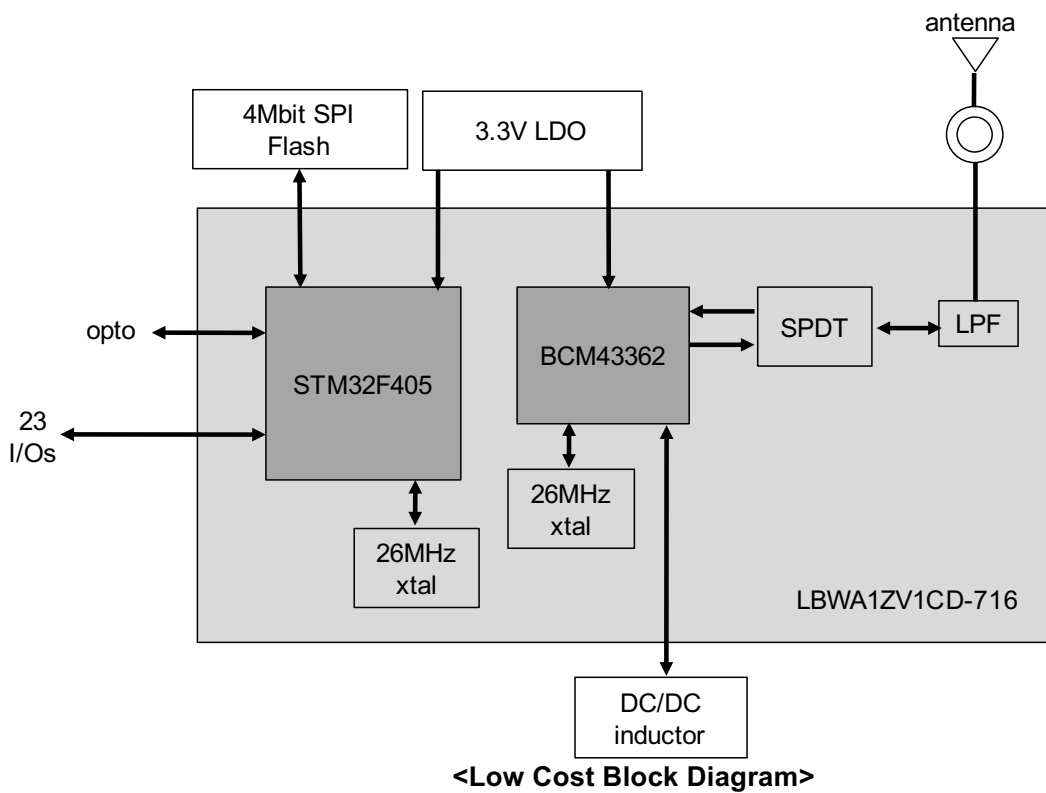 antenna
4Mbit SPI
Flash
3.3V LDO
opto
23
I/Os
STM32F405
BCM43362
SPDT
LPF
26MHz
xtal
26MHz
xtal
LBWA1ZV1CD-716
DC/DC
inductor
<Low Cost Block Diagram>